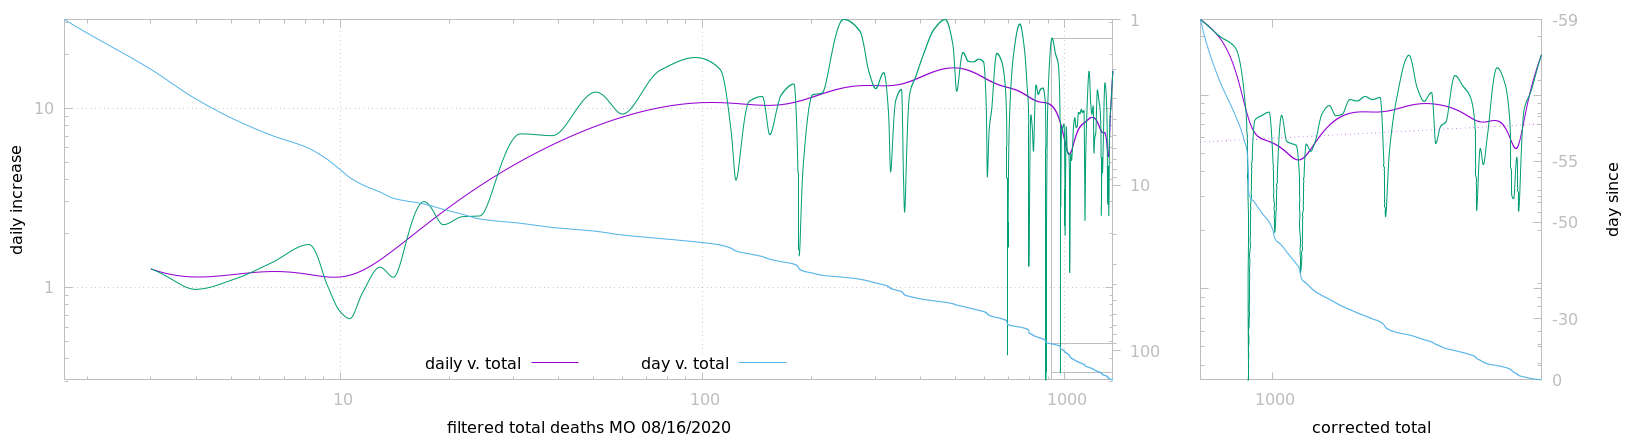 daily increase
10
1
daily v. total
day v. total
10
100
1000
1
10
100
filtered total deaths MO 08/16/2020
1000
corrected total
-59
-55
-50
-30
0
day since